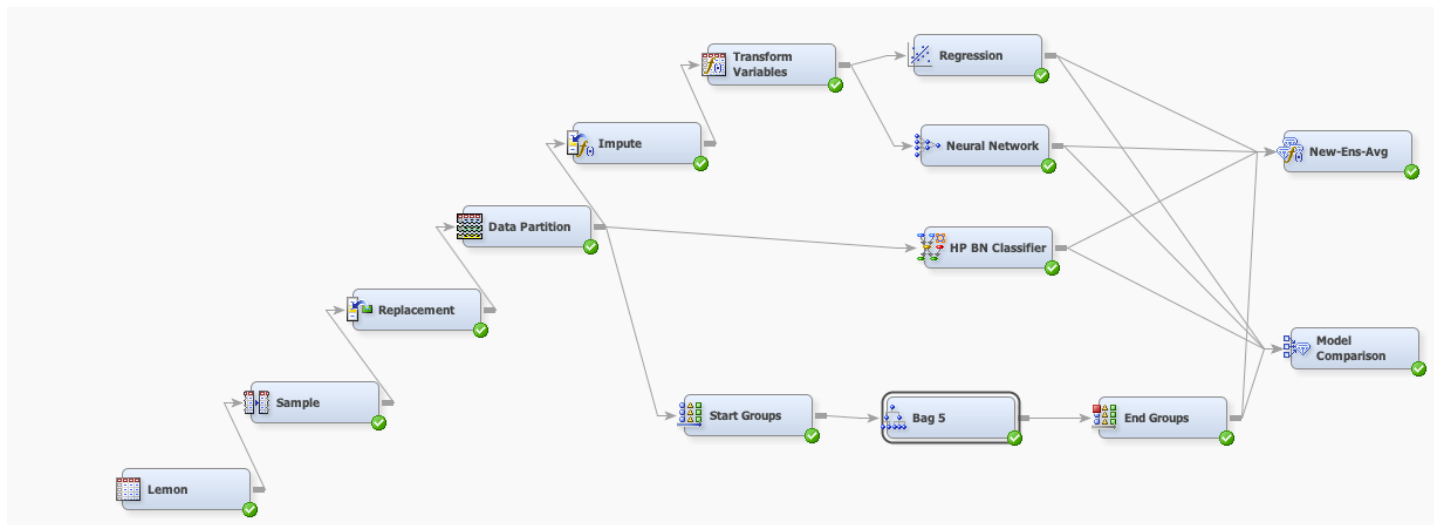 Transform
Variables
Regression
Impute
Neural Network
New-Ens-Avg
Data Partition
HP BN Classifier
Replacement
Model
Comparison
Sample
Start Groups
Bag 5
End Groups
Lemon